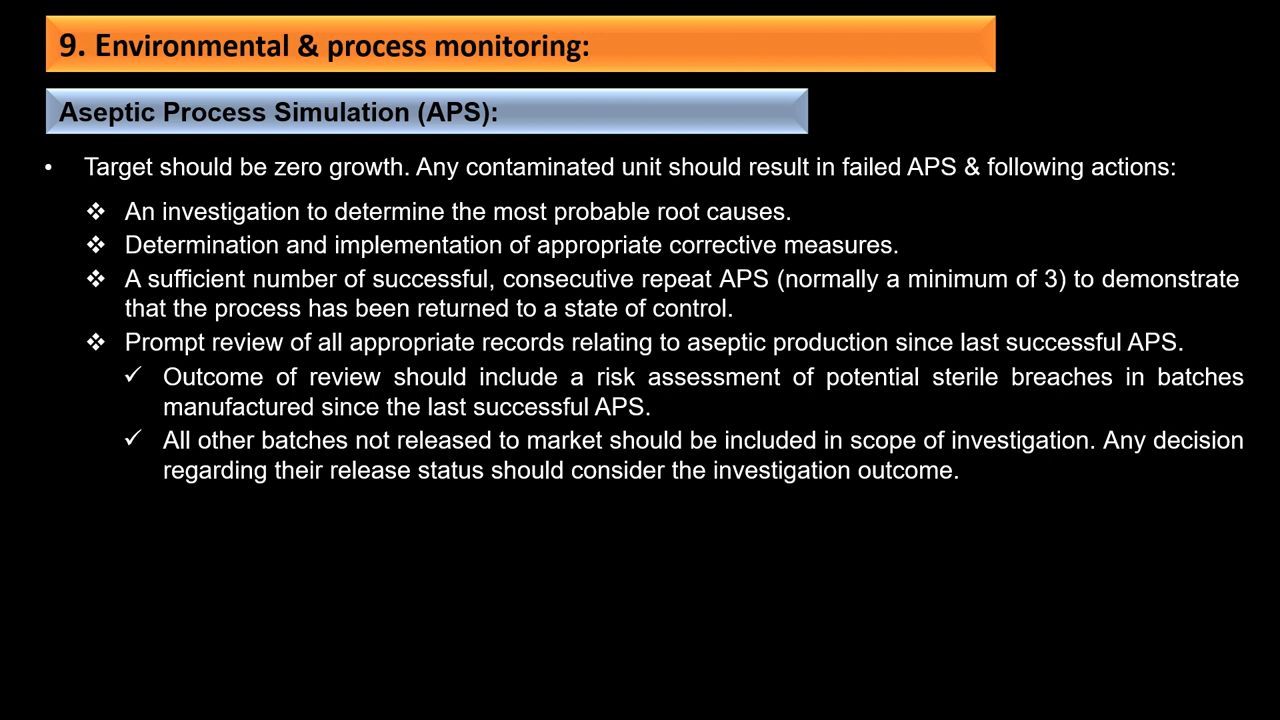 9. Environmental & process monitoring:
Aseptic Process Simulation (APS):
• Target should be zero growth. Any contaminated unit should result in failed APS & following actions:
❖ An investigation to determine the most probable root causes.
❖ Determination and implementation of appropriate corrective measures.
❖ A sufficient number of successful, consecutive repeat APS (normally a minimum of 3) to demonstrate
that the process has been returned to a state of control.
❖ Prompt review of all appropriate records relating to aseptic production since last successful APS.
✓ Outcome of review should include a risk assessment of potential sterile breaches in batches
manufactured since the last successful APS.
✓ All other batches not released to market should be included in scope of investigation. Any decision
regarding their release status should consider the investigation outcome.